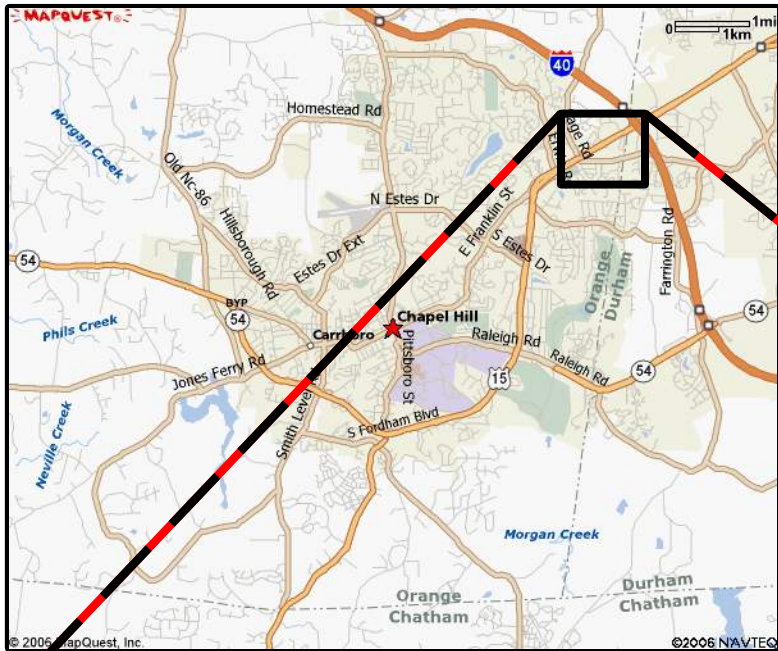 MAPQUEST
0 1mi
1km
40
Homestead Rd
Morgan Creek
Old Nc-86
N Estes Dr
E Franklin St
S Estes Dr
Hillsborough Rd
Estes Dr Ext
Farrington Rd
54
Orange
Durham
BYP
54
54
Phils Creek
Chapel Hill
Carrboro
Raleigh Rd
Pittsboro St
Jones Ferry Rd
Raleigh Rd
54
15
Smith Level
S Fordham Blvd
Neville Creek
Morgan Creek
Durham
Chatham
Orange
Chatham
© 2006 MapQuest, Inc.
©2006 NAVTEQ